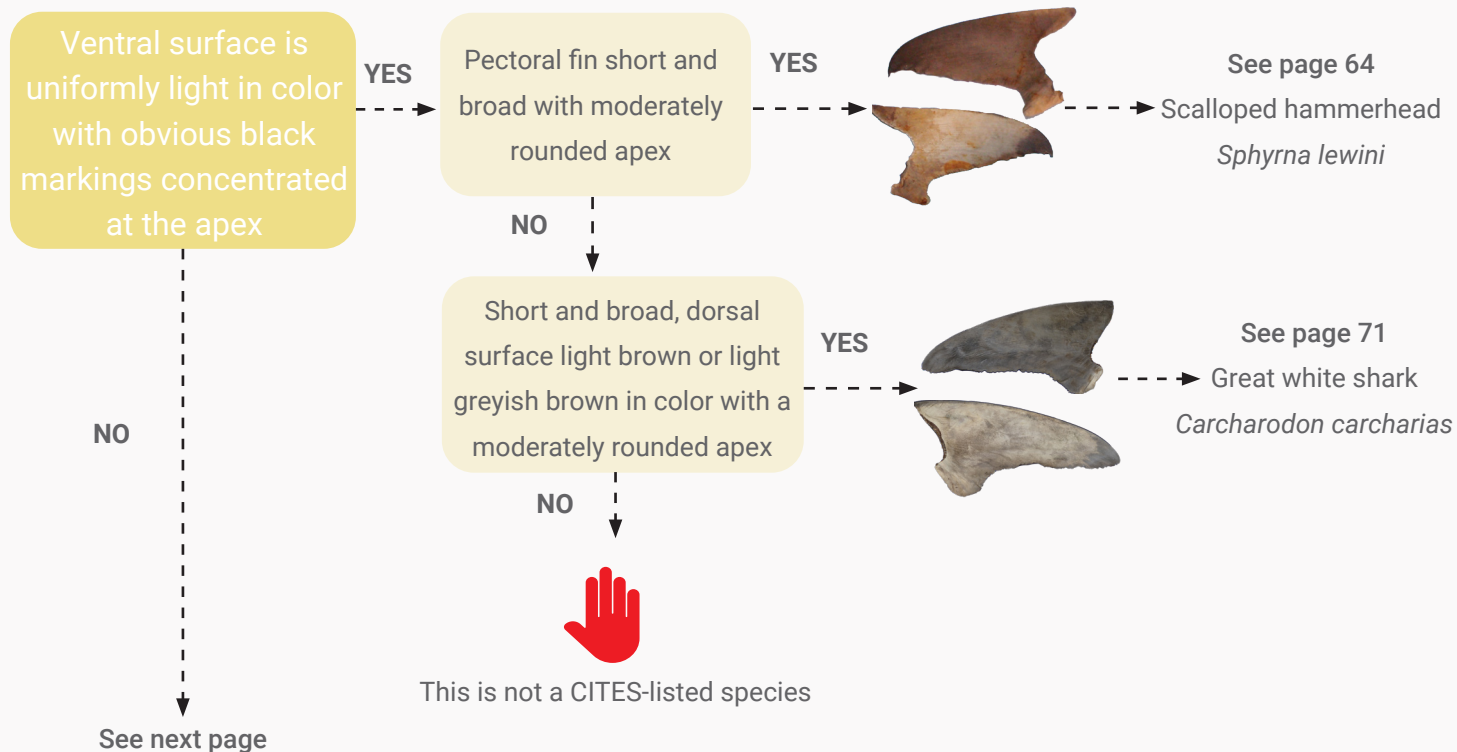 Ventral surface is
uniformly light in color
with obvious black
markings concentrated
at the apex
YES
Pectoral fin short and
broad with moderately
rounded apex
YES
See page 64
Scalloped hammerhead
Sphyrna lewini
NO
Short and broad, dorsal
surface light brown or light
greyish brown in color with a
moderately rounded apex
YES
See page 71
Great white shark
Carcharodon carcharias
NO
NO
This is not a CITES-listed species
See next page